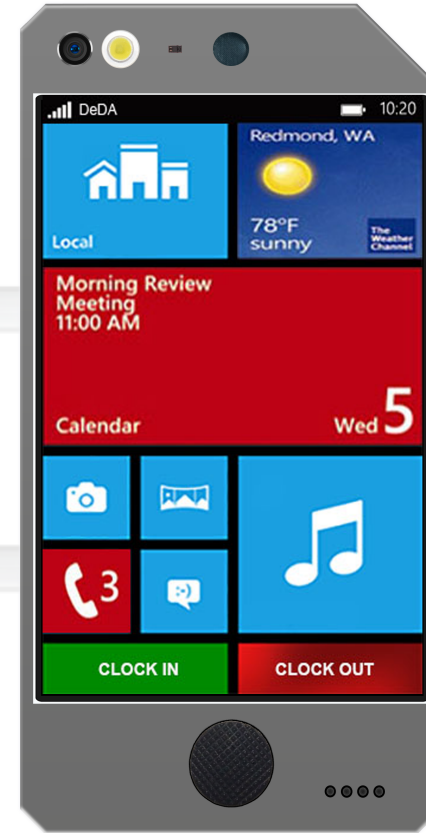 DeDA
10:20
Local
Redmond, WA
78°F
sunny
The
Weather
Channel
Morning Review
Meeting
11:00 AM
Calendar
Wed 5
3
:-)
CLOCK IN
CLOCK OUT